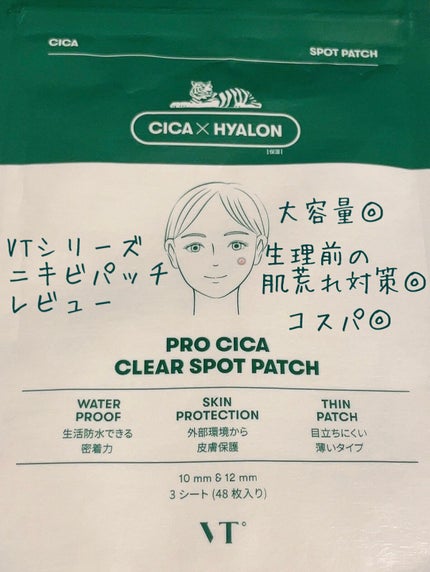 CICA
SPOT PATCH
CICA × HYALON
[保湿]
大容量◎
VTシリーズ
ニキビパッチ
レビュー
生理前の
肌荒れ対策◎
コスパ◎
PRO CICA
CLEAR SPOT PATCH
WATER
PROOF
生活防水できる
密着力
SKIN
PROTECTION
外部環境から
皮膚保護
THIN
PATCH
目立ちにくい
薄いタイプ
10 mm & 12 mm
3 シート (48 枚入り)
VT